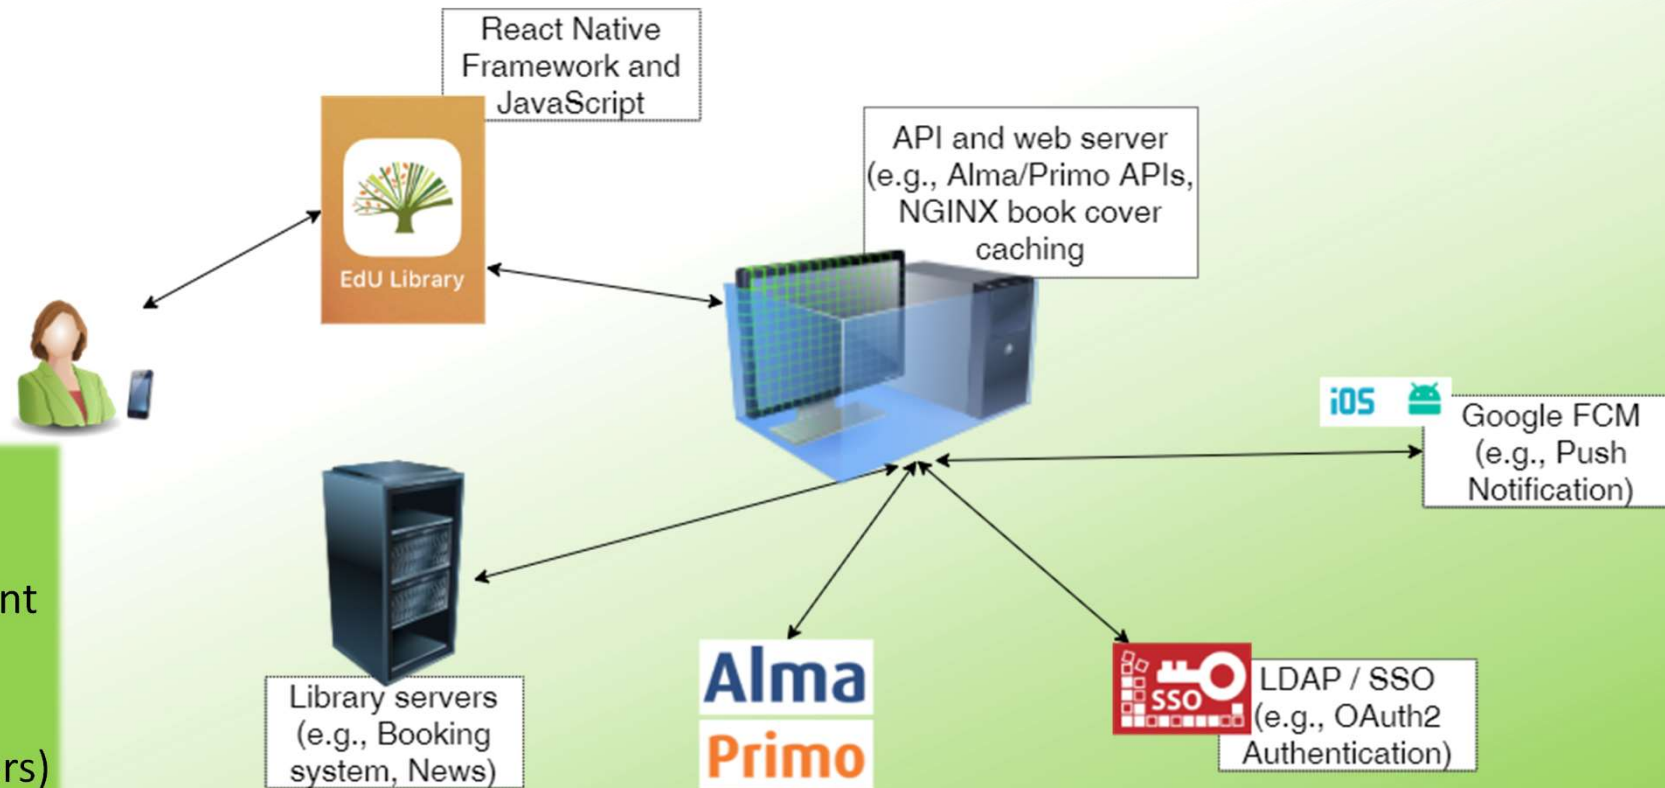 React Native
Framework and
JavaScript
EdU Library
API and web server
(e.g., Alma/Primo APIs,
NGINX book cover
caching
iOS
Google FCM
(e.g., Push
Notification)
nt
rs)
Library servers
(e.g., Booking
system, News)
Alma
Primo
SSO
LDAP / SSO
(e.g., OAuth2
Authentication)